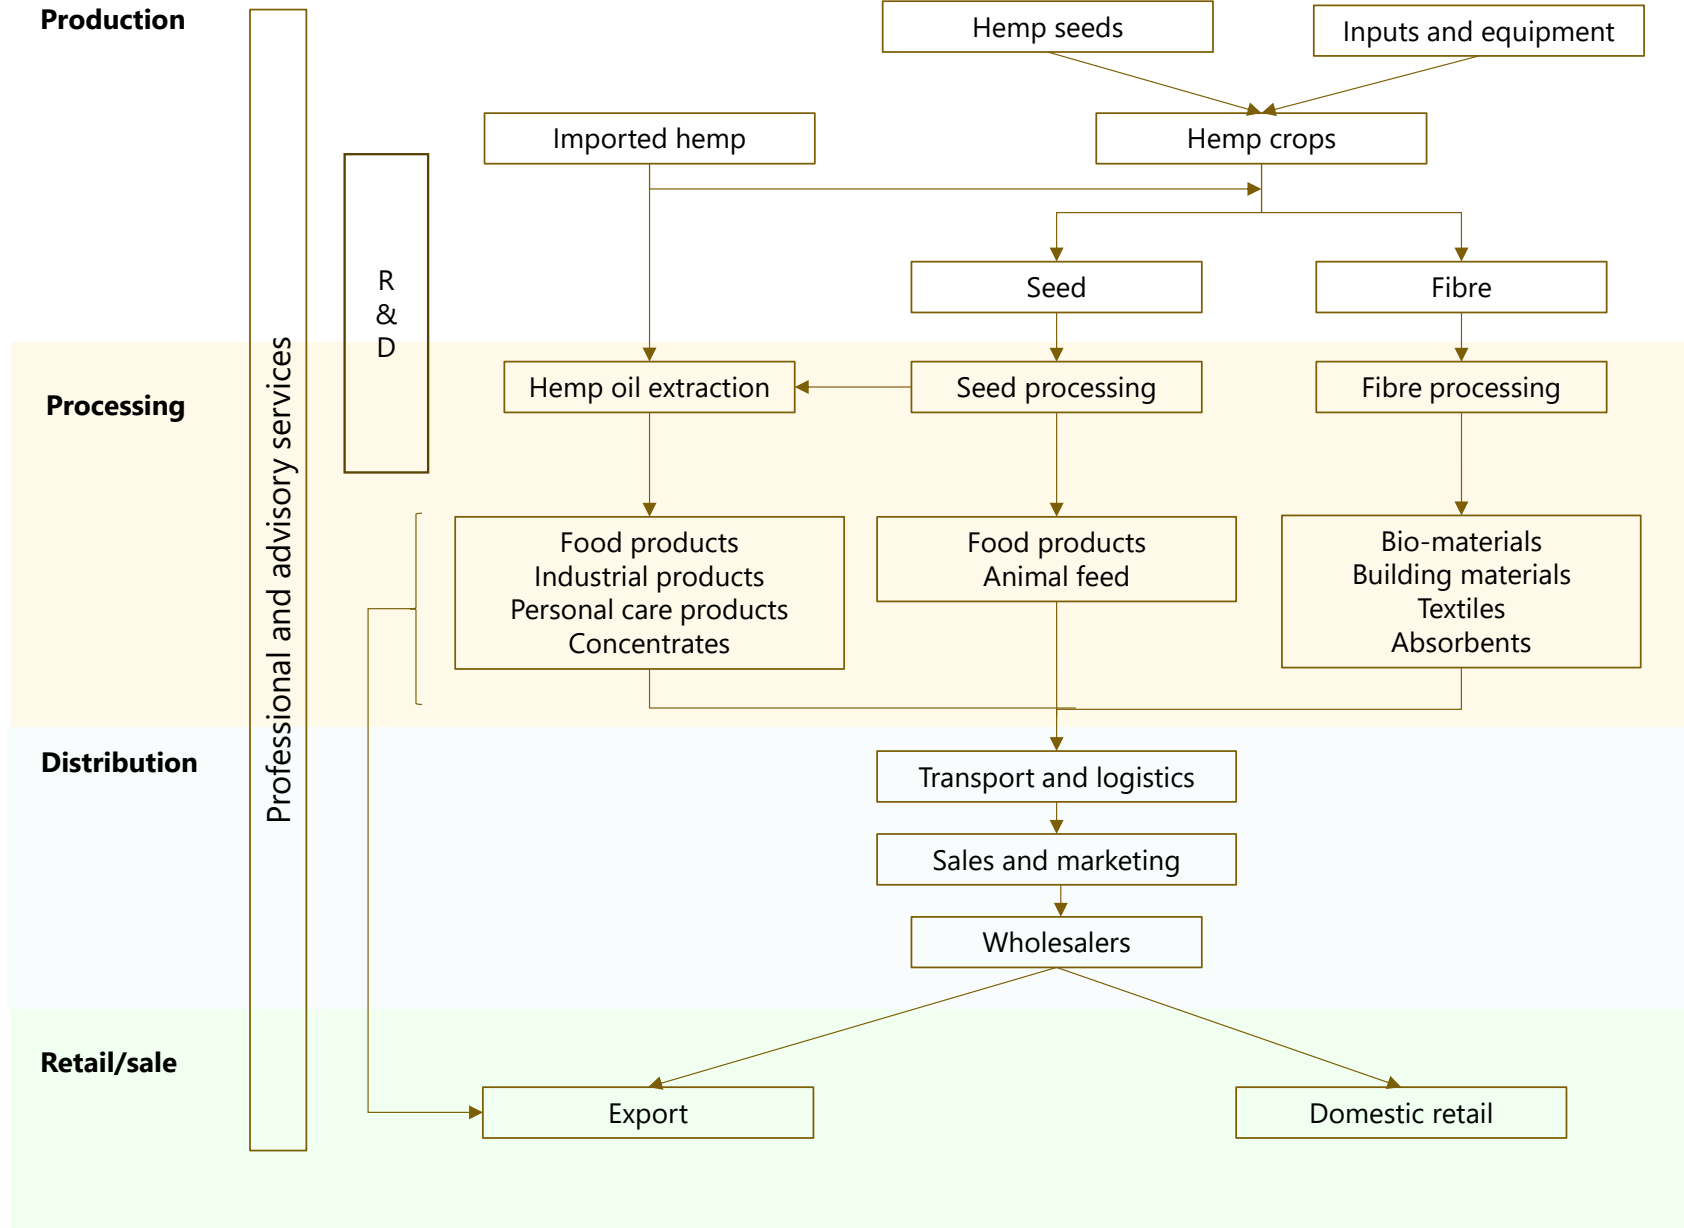 Production
Hemp seeds
Inputs and equipment
Imported hemp
Hemp crops
R
&
D
Seed
Fibre
Professional and advisory services
Processing
Hemp oil extraction
Seed processing
Fibre processing
Food products
Industrial products
Personal care products
Concentrates
Food products
Animal feed
Bio-materials
Building materials
Textiles
Absorbents
Distribution
Transport and logistics
Sales and marketing
Wholesalers
Retail/sale
Export
Domestic retail